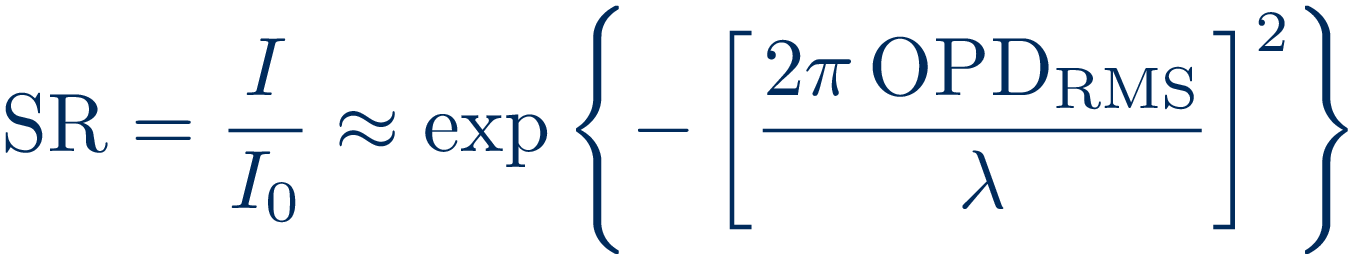 SR = I / I₀ ≈ exp { − [ 2π OPD_RMS / λ ]² }